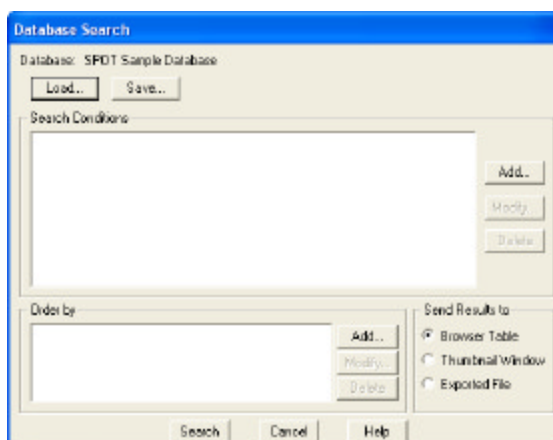 Database Search
Database: SPOT Sample Database
Load... Save...
Search Conditions
Add...
Modify...
Delete
Order by
Add...
Modify...
Delete
Send Results to
Browser Table
Thumbnail Window
Exported File
Search Cancel Help